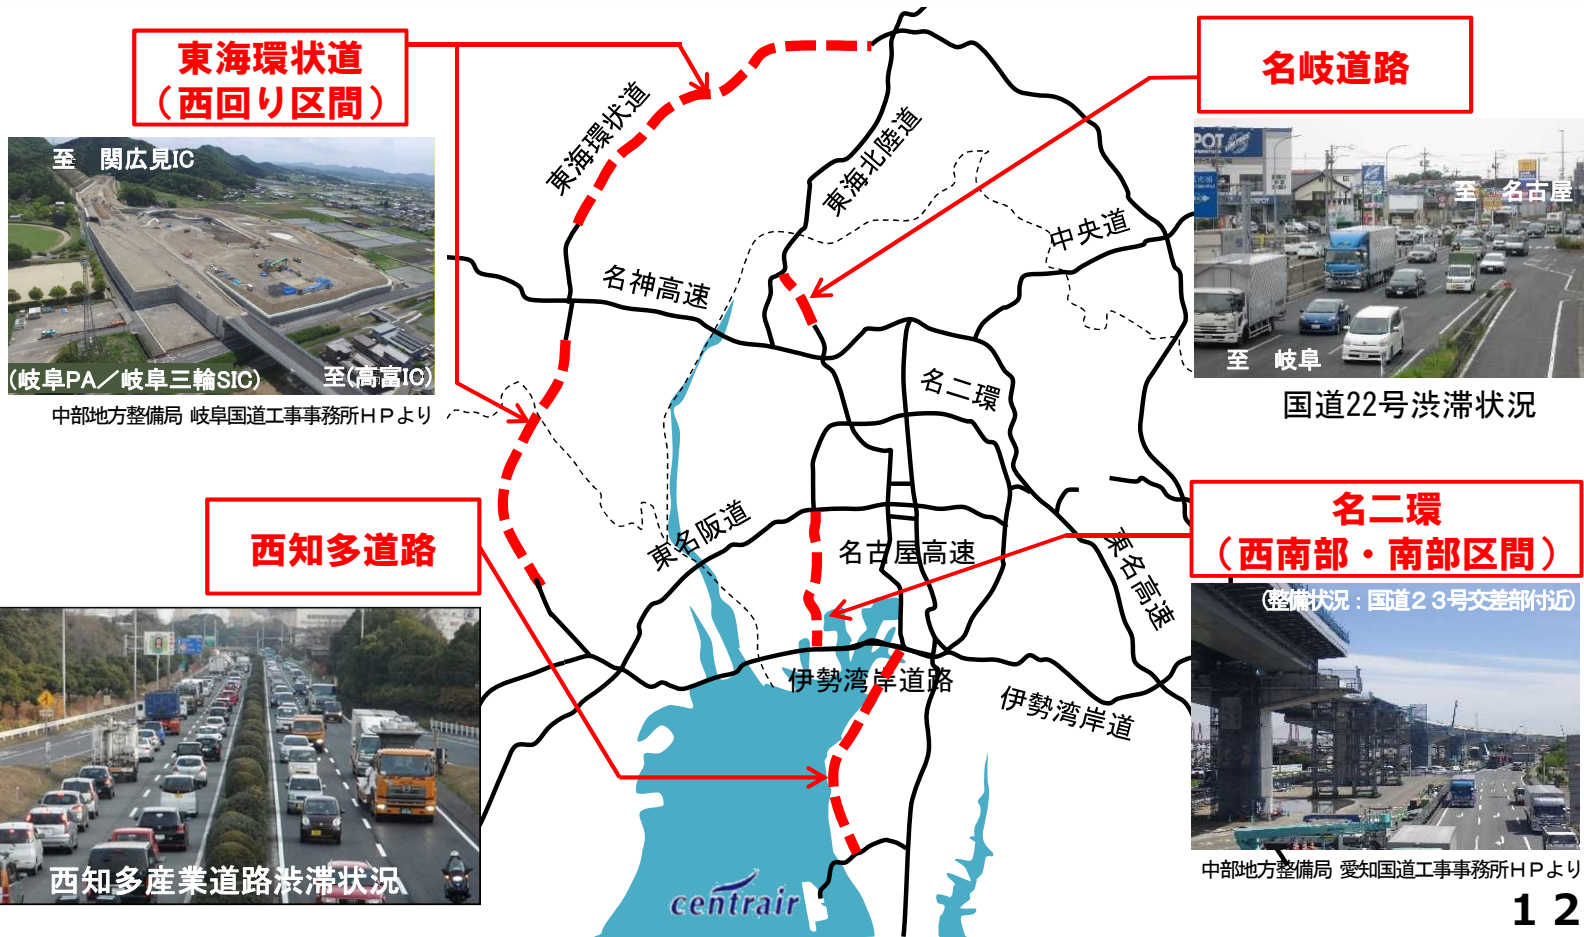 東海環状道
（西回り区間）
名岐道路
至　関広見IC
(岐阜PA／岐阜三輪SIC)
至(高富IC)
中部地方整備局 岐阜国道工事事務所ＨＰより
東海環状道
東海北陸道
中央道
名神高速
至　名古屋
至　岐阜
国道22号渋滞状況
名二環
西知多道路
東名阪道
名古屋高速
東名高速
名二環
（西南部・南部区間）
(整備状況：国道２３号交差部付近)
伊勢湾岸道路
伊勢湾岸道
西知多産業道路渋滞状況
centrair
中部地方整備局 愛知国道工事事務所ＨＰより
１２